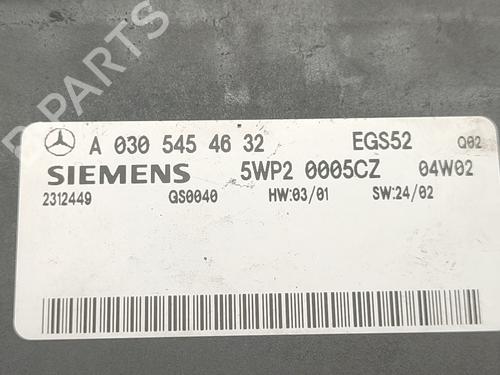 B PARTS
A 030 545 46 32 EGS52 Q02
SIEMENS 5WP2 0005CZ 04W02
2312449 QS0040 HW:03/01 SW:24/02